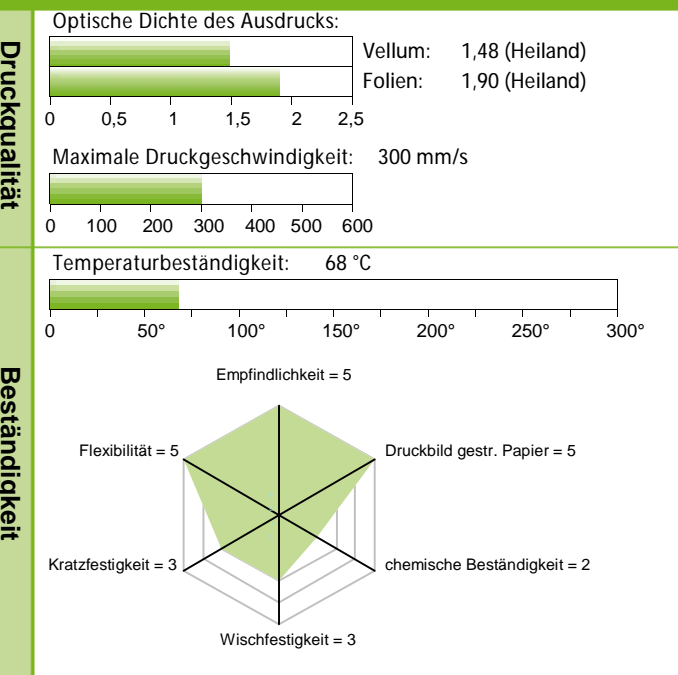 Druckqualität
Optische Dichte des Ausdrucks:
Vellum: 1,48 (Heiland)
Folien: 1,90 (Heiland)
0 0,5 1 1,5 2 2,5
Maximale Druckgeschwindigkeit: 300 mm/s
0 100 200 300 400 500 600
Beständigkeit
Temperaturbeständigkeit: 68 °C
0 50° 100° 150° 200° 250° 300°
Empfindlichkeit = 5
Flexibilität = 5
Druckbild gestr. Papier = 5
Kratzfestigkeit = 3
chemische Beständigkeit = 2
Wischfestigkeit = 3